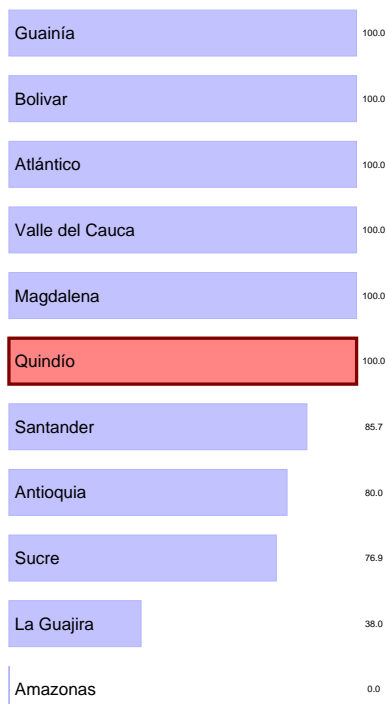 Guainía 100.0
Bolivar 100.0
Atlántico 100.0
Valle del Cauca 100.0
Magdalena 100.0
Quindío 100.0
Santander 85.7
Antioquia 80.0
Sucre 76.9
La Guajira 38.0
Amazonas 0.0